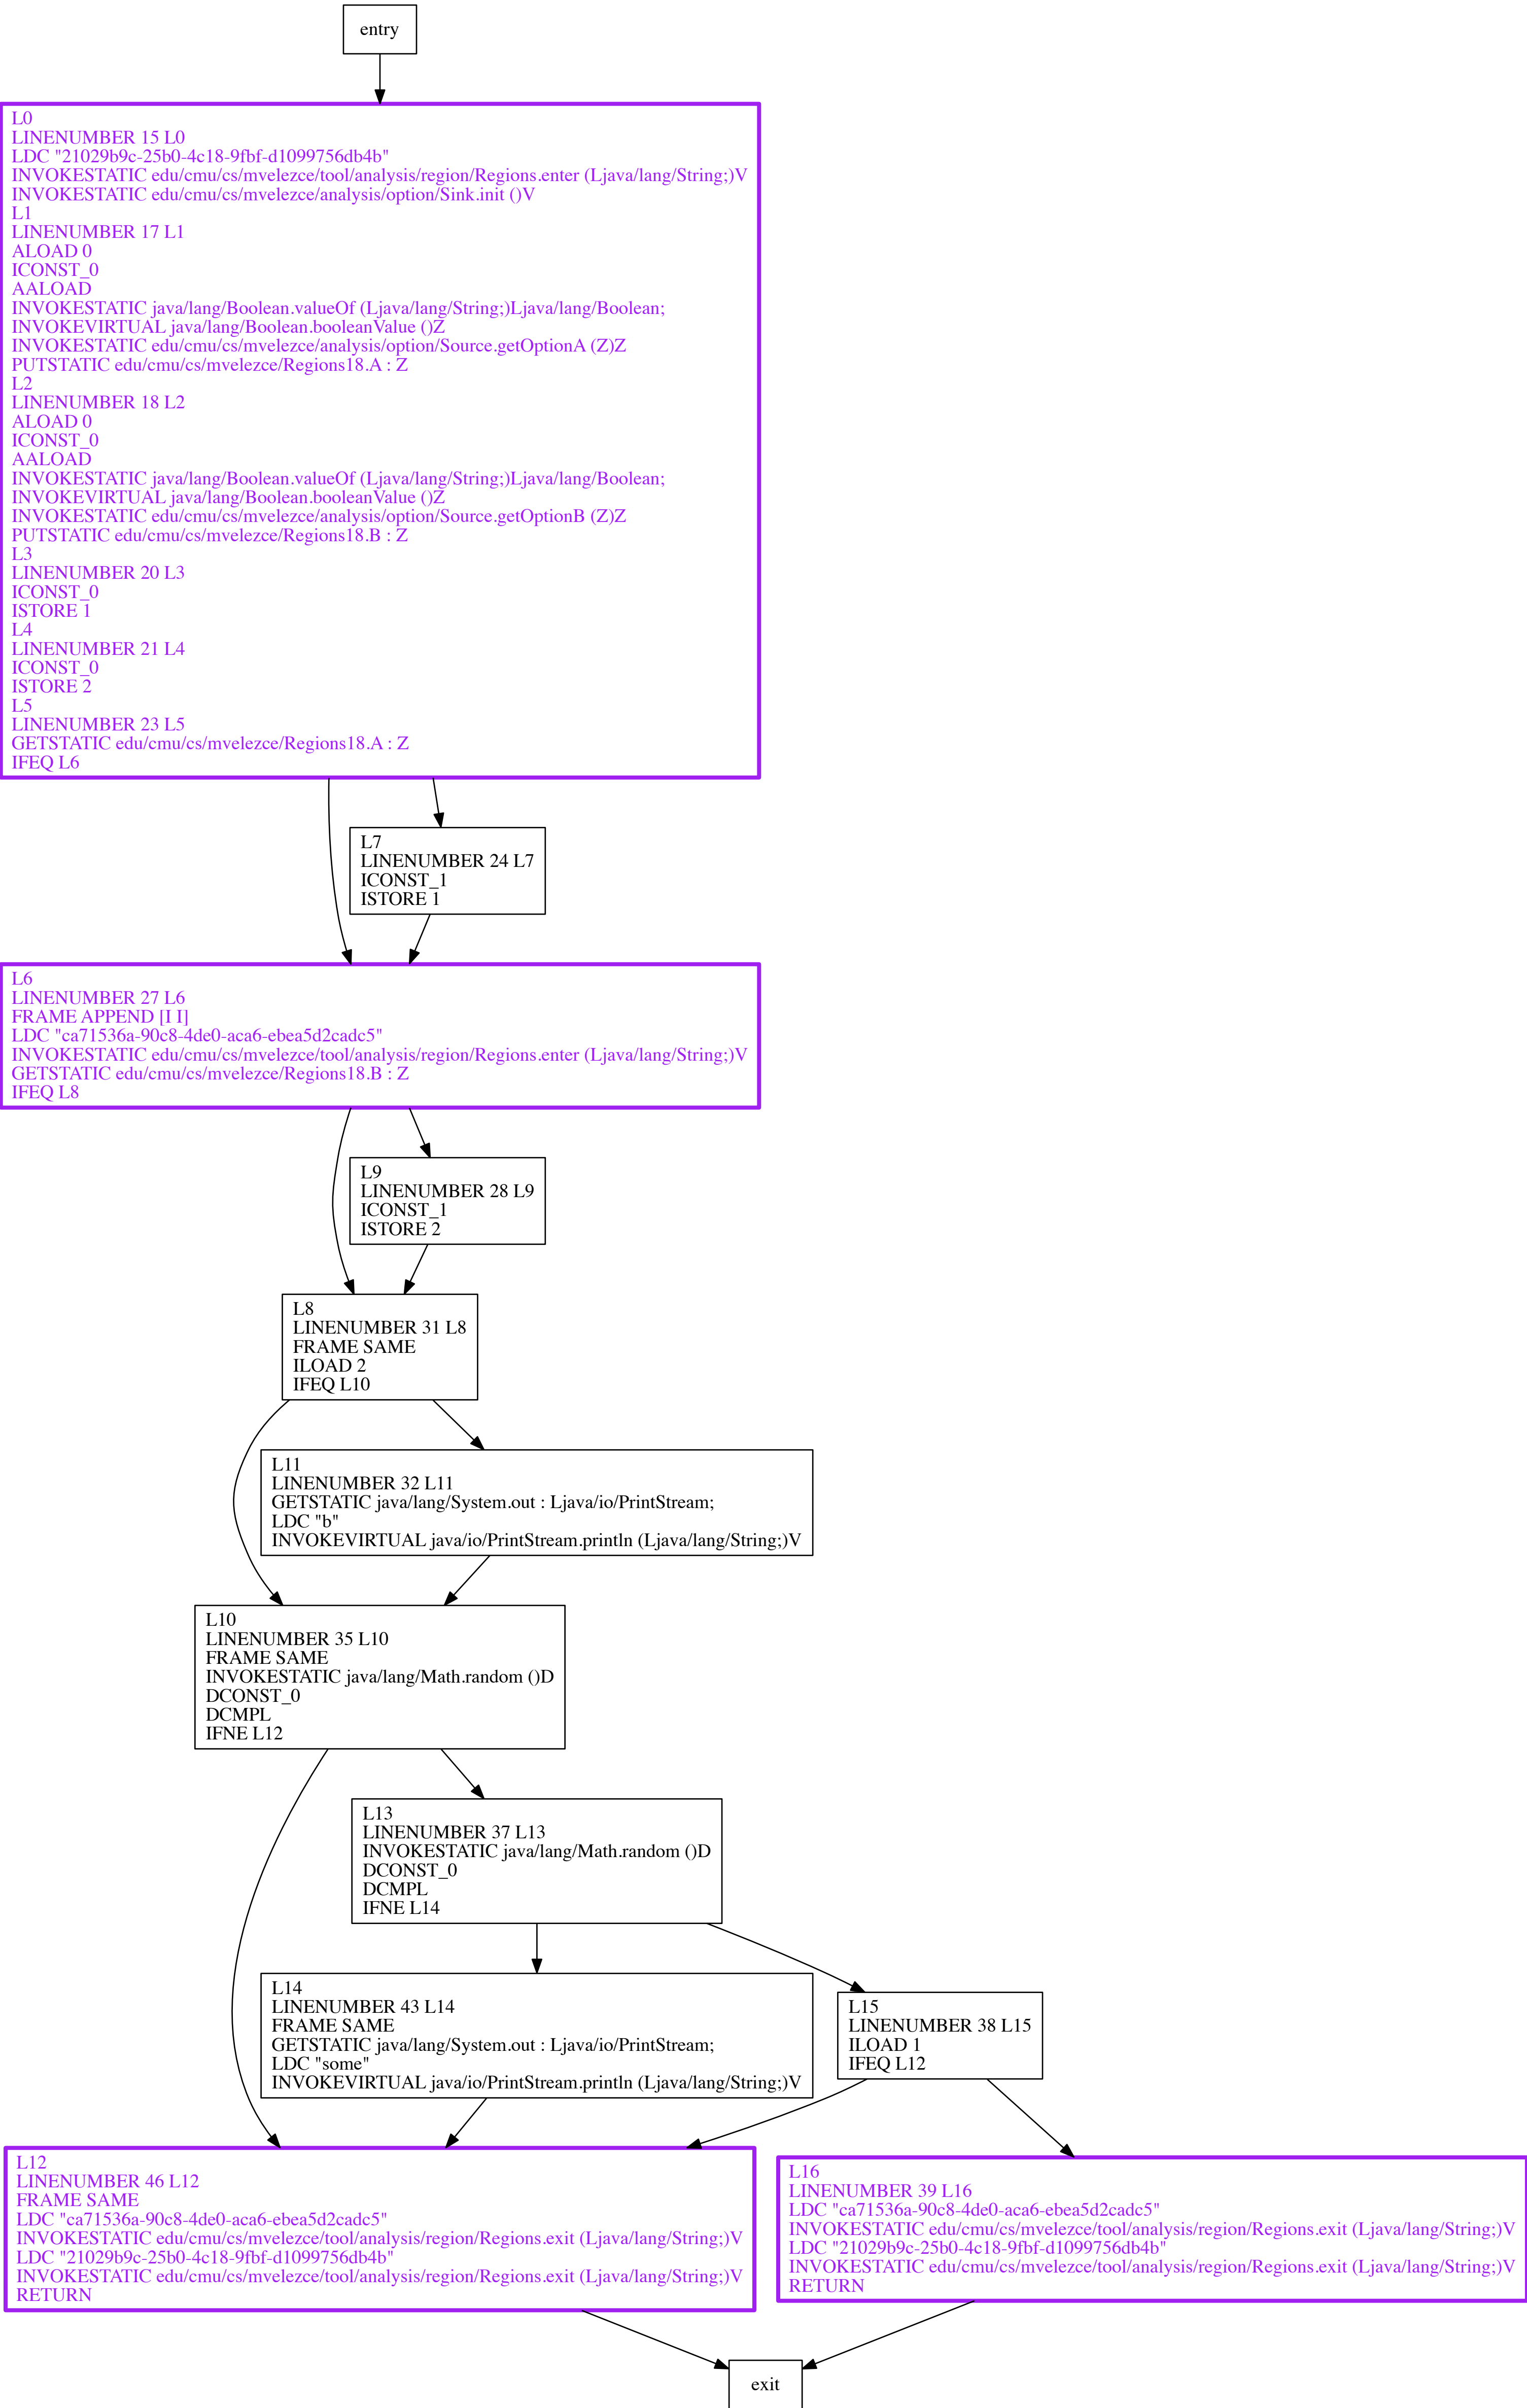 entry
L0
LINENUMBER 15 L0
LDC "21029b9c-25b0-4c18-9fbf-d1099756db4b"
INVOKESTATIC edu/cmu/cs/mvelezce/tool/analysis/region/Regions.enter (Ljava/lang/String;)V
INVOKESTATIC edu/cmu/cs/mvelezce/analysis/option/Sink.init ()V
L1
LINENUMBER 17 L1
ALOAD 0
ICONST_0
AALOAD
INVOKESTATIC java/lang/Boolean.valueOf (Ljava/lang/String;)Ljava/lang/Boolean;
INVOKEVIRTUAL java/lang/Boolean.booleanValue ()Z
INVOKESTATIC edu/cmu/cs/mvelezce/analysis/option/Source.getOptionA (Z)Z
PUTSTATIC edu/cmu/cs/mvelezce/Regions18.A : Z
L2
LINENUMBER 18 L2
ALOAD 0
ICONST_0
AALOAD
INVOKESTATIC java/lang/Boolean.valueOf (Ljava/lang/String;)Ljava/lang/Boolean;
INVOKEVIRTUAL java/lang/Boolean.booleanValue ()Z
INVOKESTATIC edu/cmu/cs/mvelezce/analysis/option/Source.getOptionB (Z)Z
PUTSTATIC edu/cmu/cs/mvelezce/Regions18.B : Z
L3
LINENUMBER 20 L3
ICONST_0
ISTORE 1
L4
LINENUMBER 21 L4
ICONST_0
ISTORE 2
L5
LINENUMBER 23 L5
GETSTATIC edu/cmu/cs/mvelezce/Regions18.A : Z
IFEQ L6
L7
LINENUMBER 24 L7
ICONST_1
ISTORE 1
L6
LINENUMBER 27 L6
FRAME APPEND [I I]
LDC "ca71536a-90c8-4de0-aca6-ebea5d2cadc5"
INVOKESTATIC edu/cmu/cs/mvelezce/tool/analysis/region/Regions.enter (Ljava/lang/String;)V
GETSTATIC edu/cmu/cs/mvelezce/Regions18.B : Z
IFEQ L8
L9
LINENUMBER 28 L9
ICONST_1
ISTORE 2
L8
LINENUMBER 31 L8
FRAME SAME
ILOAD 2
IFEQ L10
L11
LINENUMBER 32 L11
GETSTATIC java/lang/System.out : Ljava/io/PrintStream;
LDC "b"
INVOKEVIRTUAL java/io/PrintStream.println (Ljava/lang/String;)V
L10
LINENUMBER 35 L10
FRAME SAME
INVOKESTATIC java/lang/Math.random ()D
DCONST_0
DCMPL
IFNE L12
L13
LINENUMBER 37 L13
INVOKESTATIC java/lang/Math.random ()D
DCONST_0
DCMPL
IFNE L14
L14
LINENUMBER 43 L14
FRAME SAME
GETSTATIC java/lang/System.out : Ljava/io/PrintStream;
LDC "some"
INVOKEVIRTUAL java/io/PrintStream.println (Ljava/lang/String;)V
L15
LINENUMBER 38 L15
ILOAD 1
IFEQ L12
L12
LINENUMBER 46 L12
FRAME SAME
LDC "ca71536a-90c8-4de0-aca6-ebea5d2cadc5"
INVOKESTATIC edu/cmu/cs/mvelezce/tool/analysis/region/Regions.exit (Ljava/lang/String;)V
LDC "21029b9c-25b0-4c18-9fbf-d1099756db4b"
INVOKESTATIC edu/cmu/cs/mvelezce/tool/analysis/region/Regions.exit (Ljava/lang/String;)V
RETURN
L16
LINENUMBER 39 L16
LDC "ca71536a-90c8-4de0-aca6-ebea5d2cadc5"
INVOKESTATIC edu/cmu/cs/mvelezce/tool/analysis/region/Regions.exit (Ljava/lang/String;)V
LDC "21029b9c-25b0-4c18-9fbf-d1099756db4b"
INVOKESTATIC edu/cmu/cs/mvelezce/tool/analysis/region/Regions.exit (Ljava/lang/String;)V
RETURN
exit